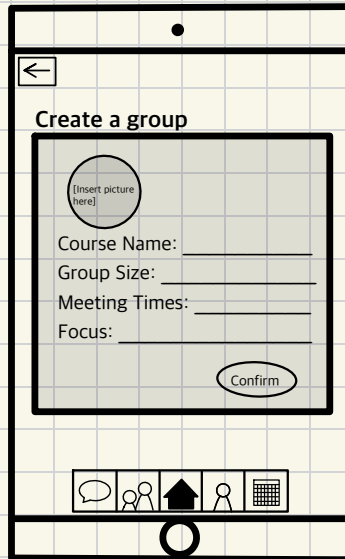 Create a group
[Insert picture
here]
Course Name:
Group Size:
Meeting Times:
Focus:
Confirm